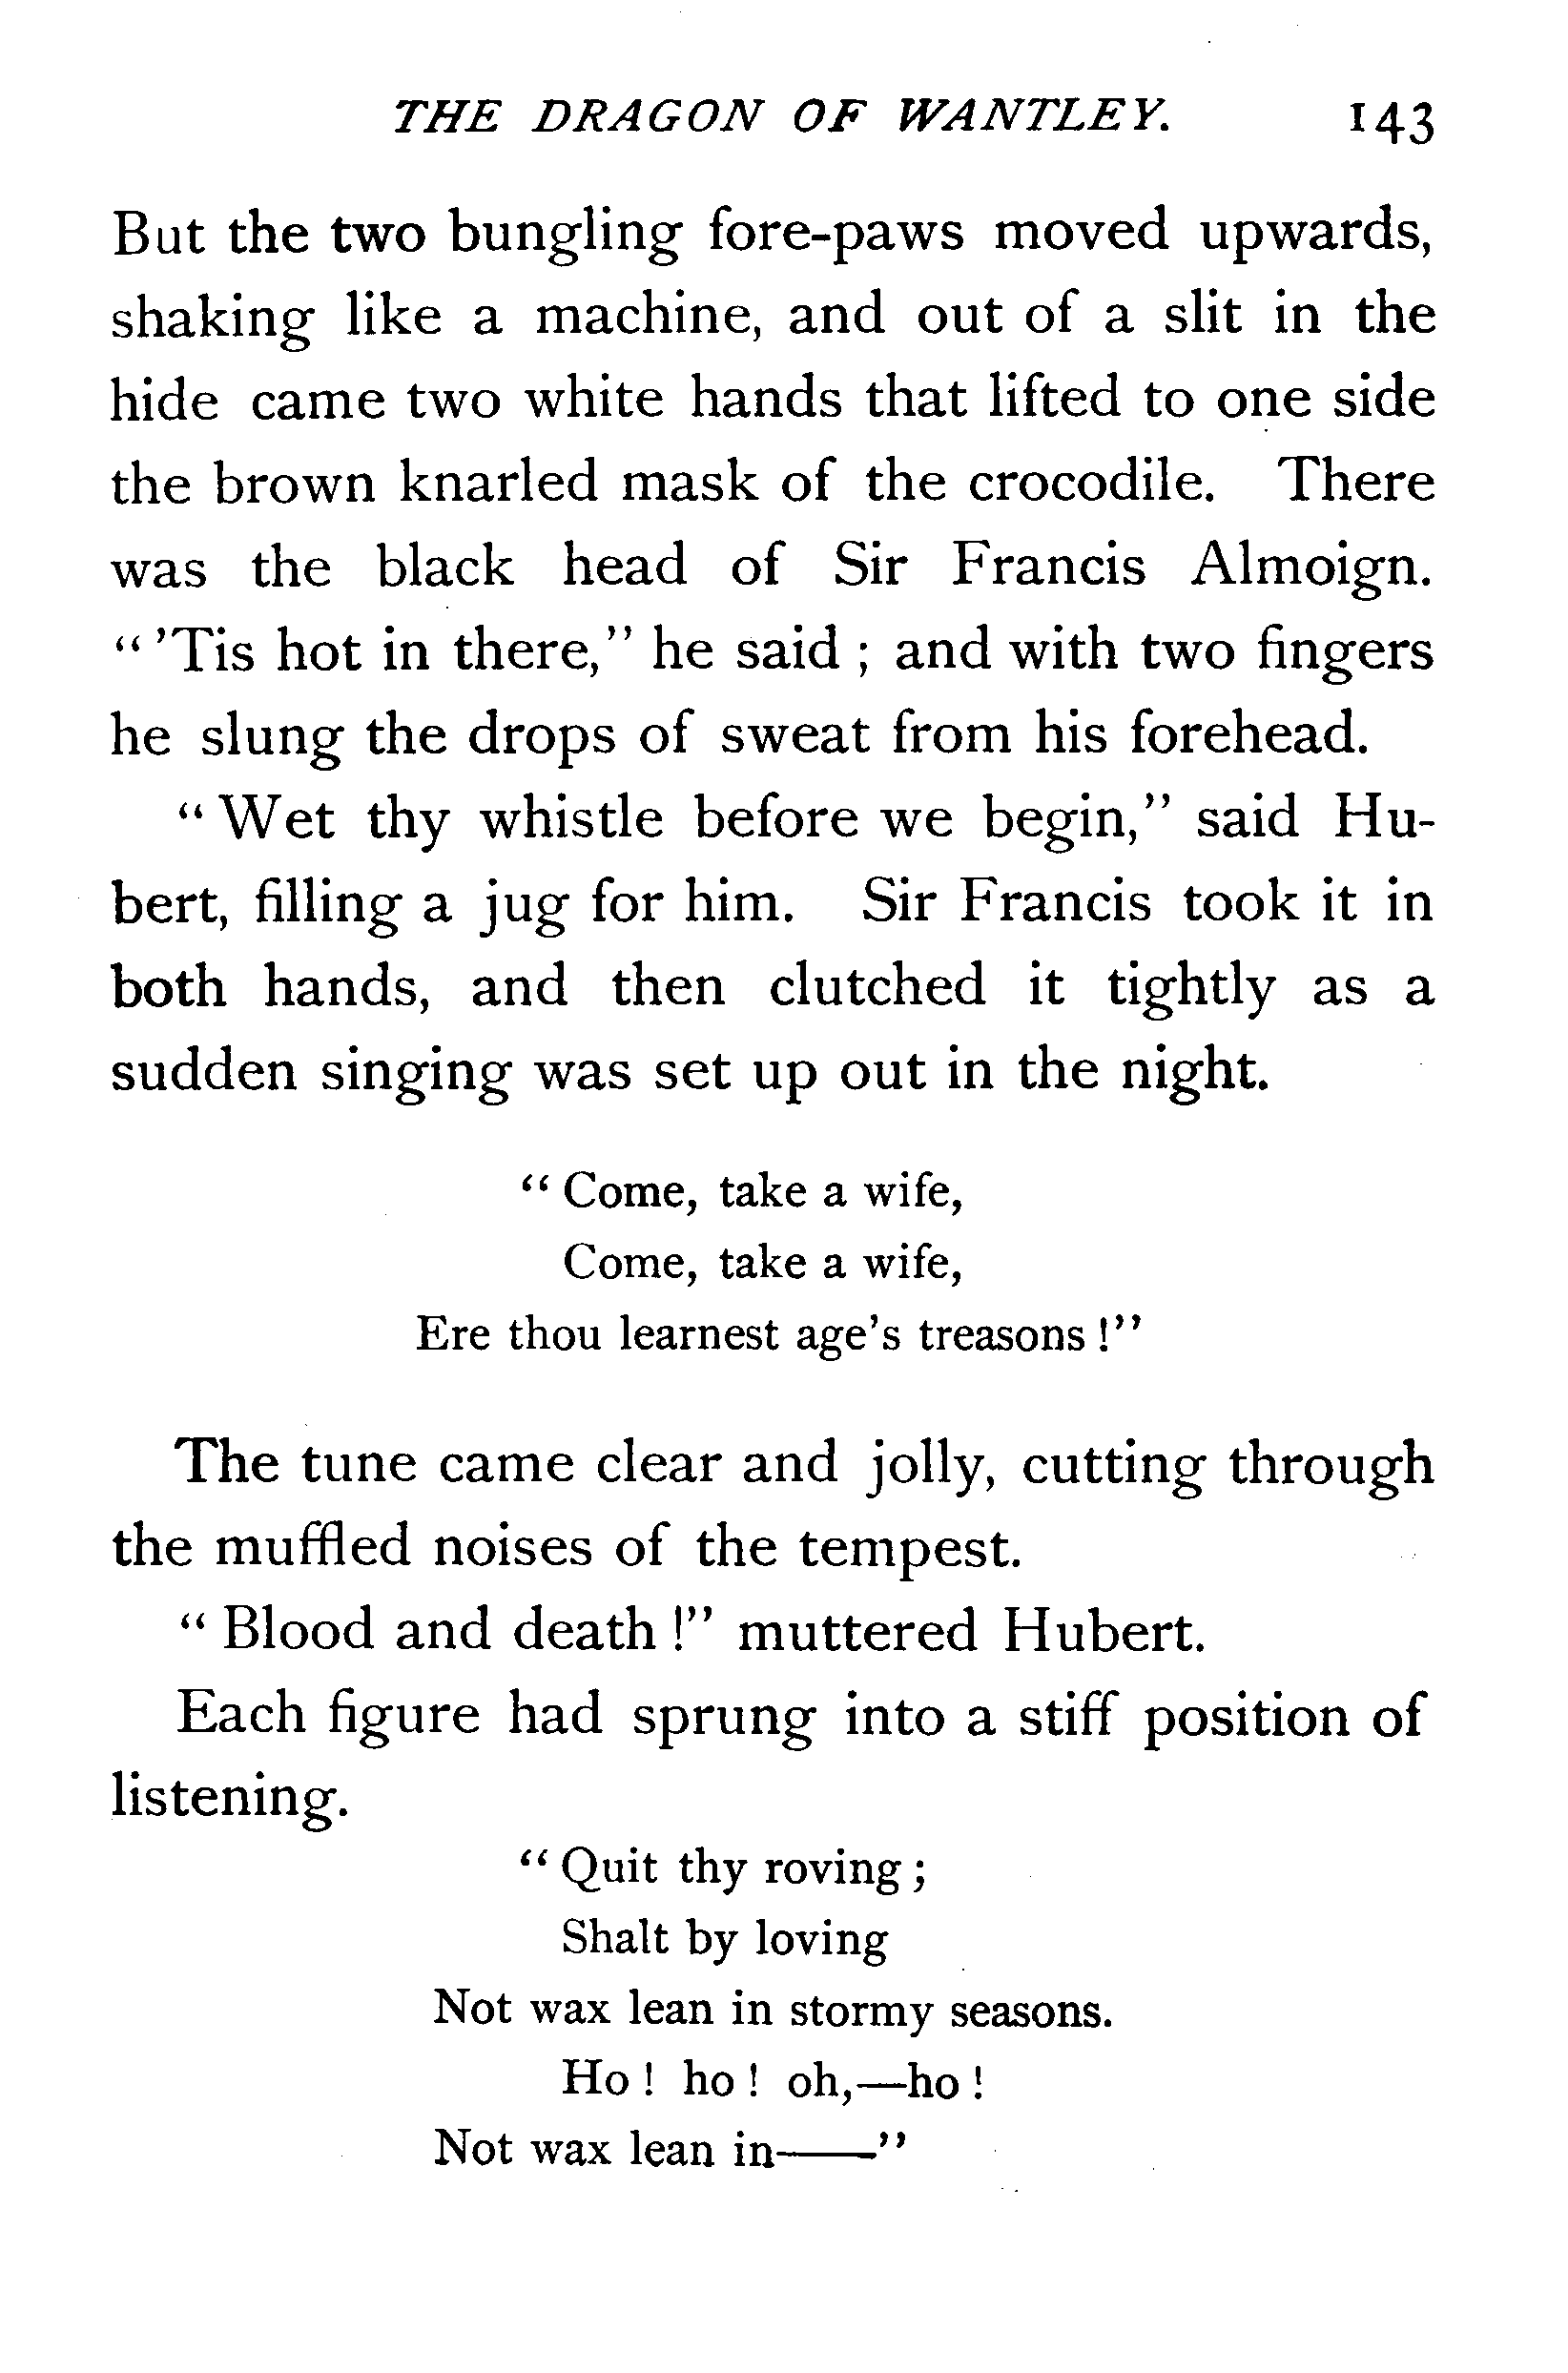 THE DRAGON OF WANTLEY. 143
But the two bungling fore-paws moved upwards,
shaking like a machine, and out of a slit in the
hide came two white hands that lifted to one side
the brown knarled mask of the crocodile. There
was the black head of Sir Francis Almoign.
“ ’Tis hot in there,” he said ; and with two fingers
he slung the drops of sweat from his forehead.
“ Wet thy whistle before we begin,” said Hu-
bert, filling a jug for him. Sir Francis took it in
both hands, and then clutched it tightly as a
sudden singing was set up out in the night.
“ Come, take a wife,
Come, take a wife,
Ere thou learnest age’s treasons !”
The tune came clear and jolly, cutting through
the muffled noises of the tempest.
“ Blood and death !” muttered Hubert.
Each figure had sprung into a stiff position of
listening.
“ Quit thy roving ;
Shalt by loving
Not wax lean in stormy seasons.
Ho ! ho ! oh,—ho !
Not wax lean in——”